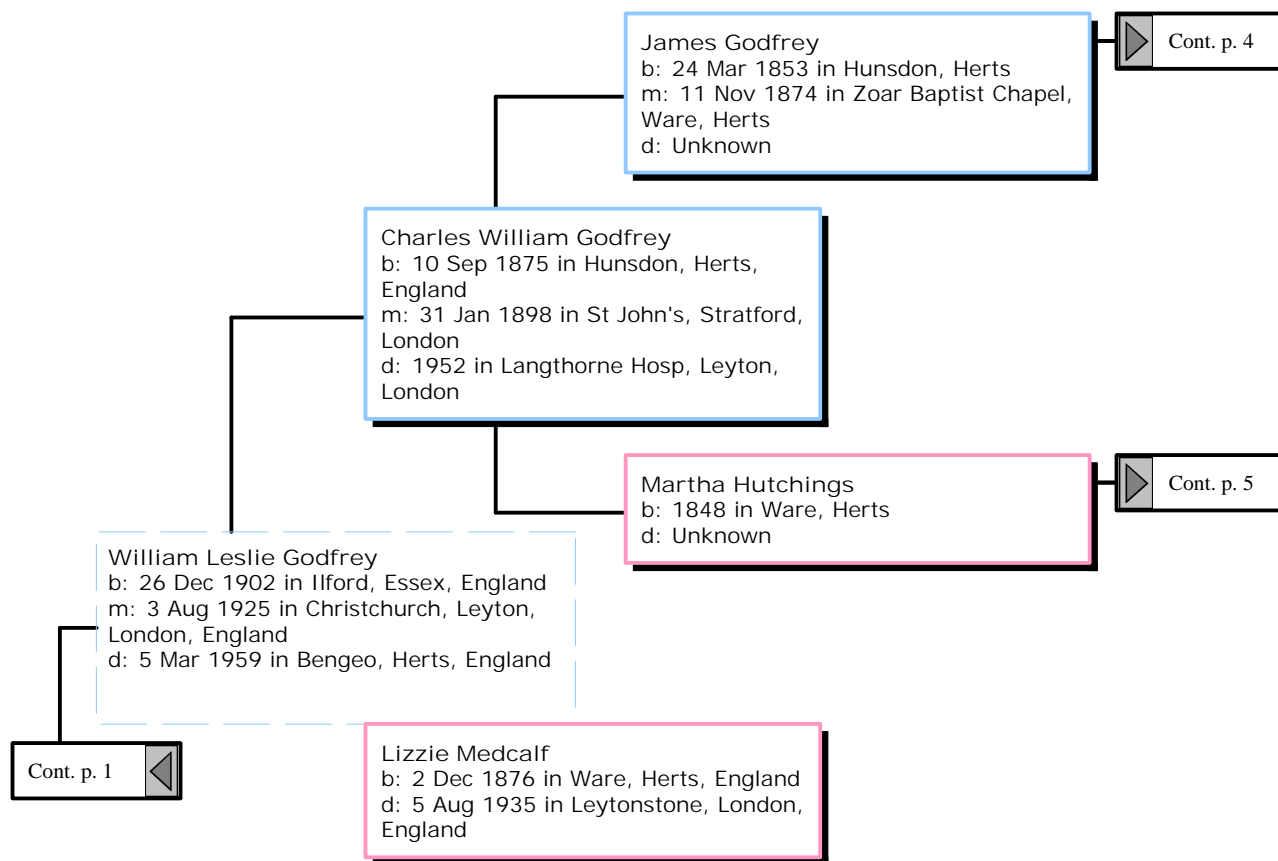 James Godfrey
b: 24 Mar 1853 in Hunsdon, Herts
m: 11 Nov 1874 in Zoar Baptist Chapel,
Ware, Herts
d: Unknown
Cont. p. 4
Charles William Godfrey
b: 10 Sep 1875 in Hunsdon, Herts,
England
m: 31 Jan 1898 in St John's, Stratford,
London
d: 1952 in Langthorne Hosp, Leyton,
London
Martha Hutchings
b: 1848 in Ware, Herts
d: Unknown
Cont. p. 5
William Leslie Godfrey
b: 26 Dec 1902 in Ilford, Essex, England
m: 3 Aug 1925 in Christchurch, Leyton,
London, England
d: 5 Mar 1959 in Bengeo, Herts, England
Cont. p. 1
Lizzie Medcalf
b: 2 Dec 1876 in Ware, Herts, England
d: 5 Aug 1935 in Leytonstone, London,
England